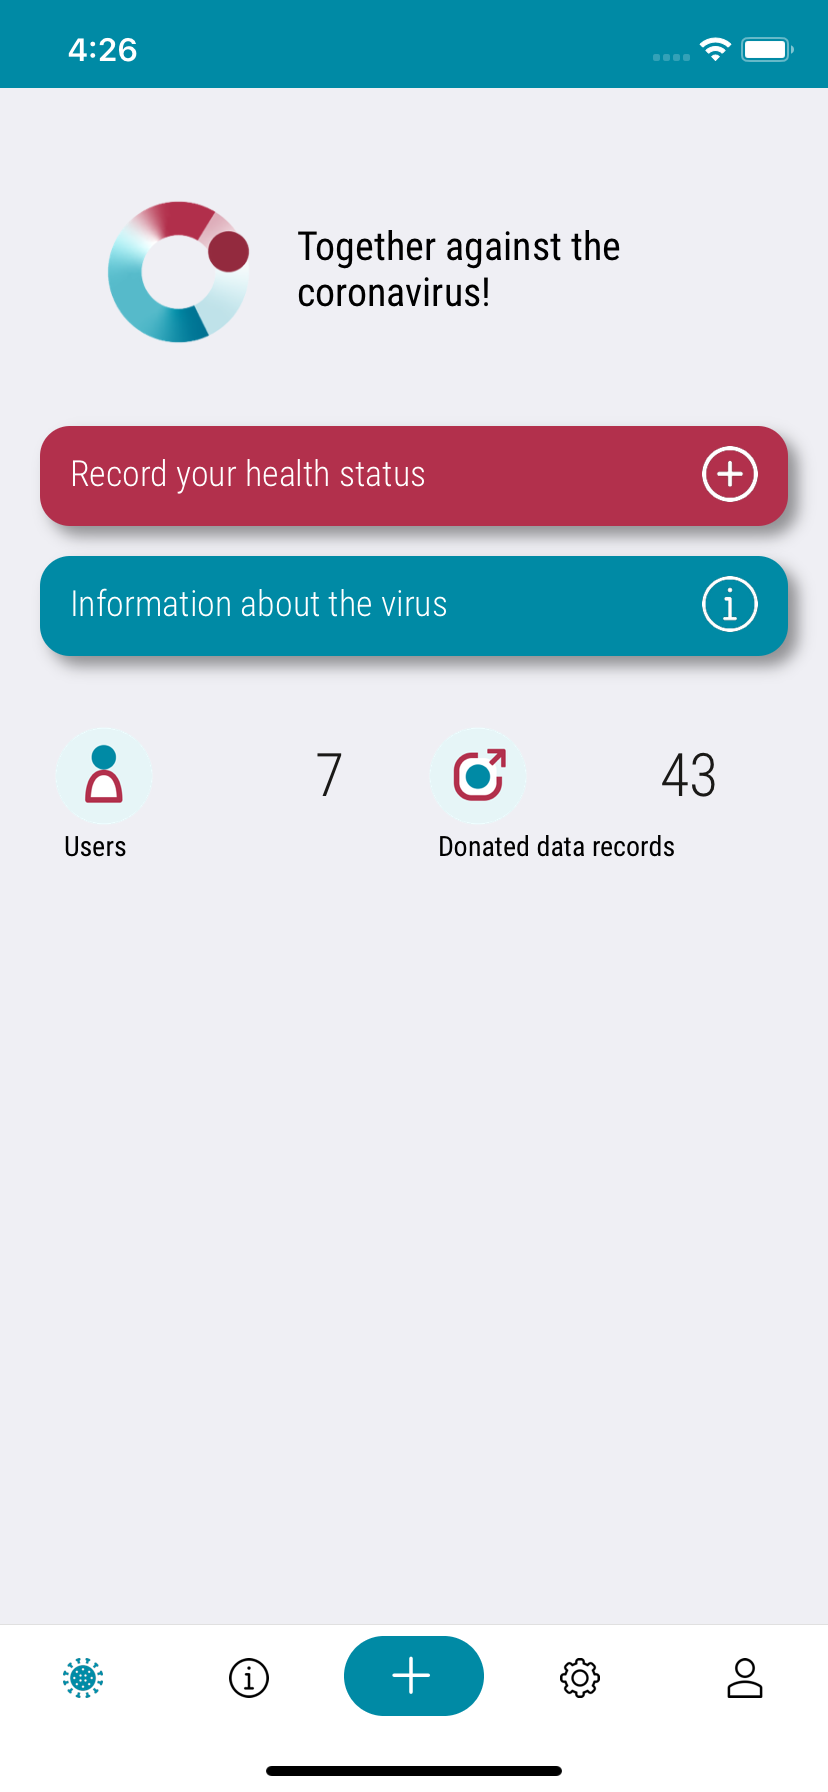 4:26
Together against the
coronavirus!
Record your health status
Information about the virus
7
43
Users
Donated data records